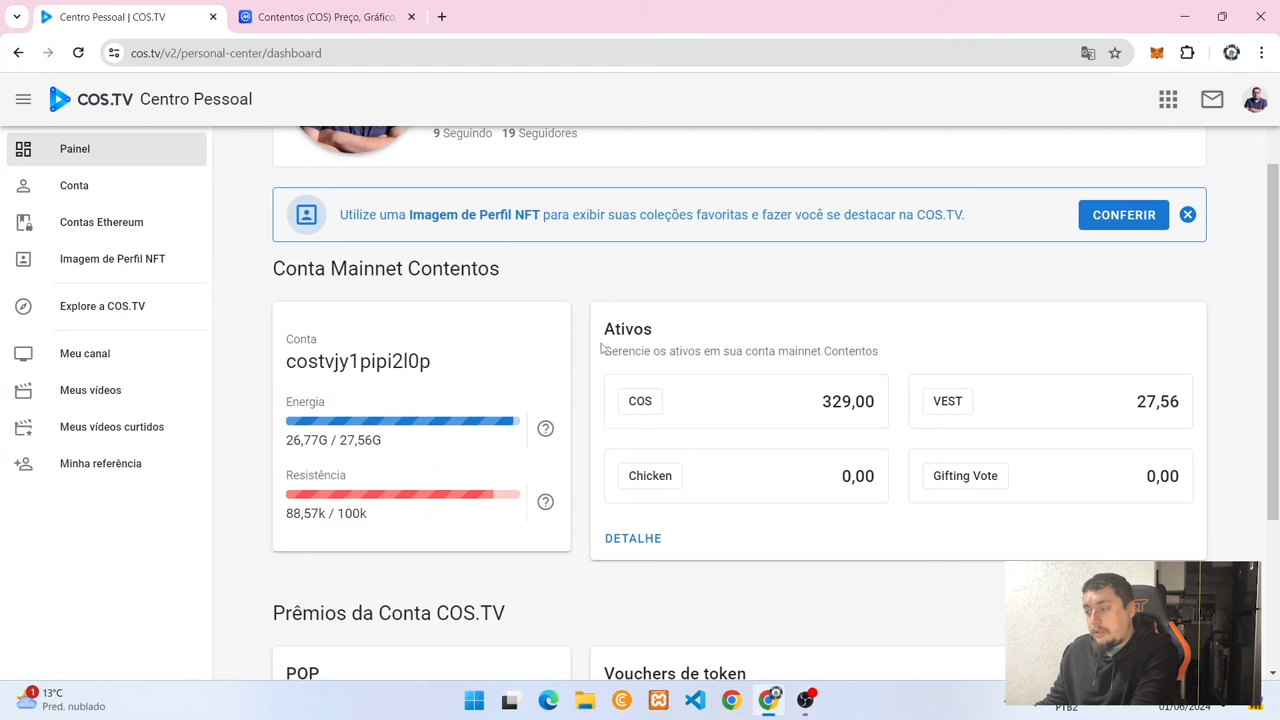 Centro Pessoal | COS.TV
Contentos (COS) Preço, Gráfico,
cos.tv/v2/personal-center/dashboard
COS.TV Centro Pessoal
9 Seguindo 19 Seguidores
Painel
Conta
Contas Ethereum
Imagem de Perfil NFT
Explore a COS.TV
Meu canal
Meus vídeos
Meus vídeos curtidos
Minha referência
Utilize uma Imagem de Perfil NFT para exibir suas coleções favoritas e fazer você se destacar na COS.TV.
CONFERIR
Conta Mainnet Contentos
Conta
costvjy1pipi2l0p
Energia
26,77G / 27,56G
Resistência
88,57k / 100k
Ativos
Gerencie os ativos em sua conta mainnet Contentos
COS 329,00
VEST 27,56
Chicken 0,00
Gifting Vote 0,00
DETALHE
Prêmios da Conta COS.TV
POP
Vouchers de token
1
13°C
Pred. nublado
PTB2
01/06/2024